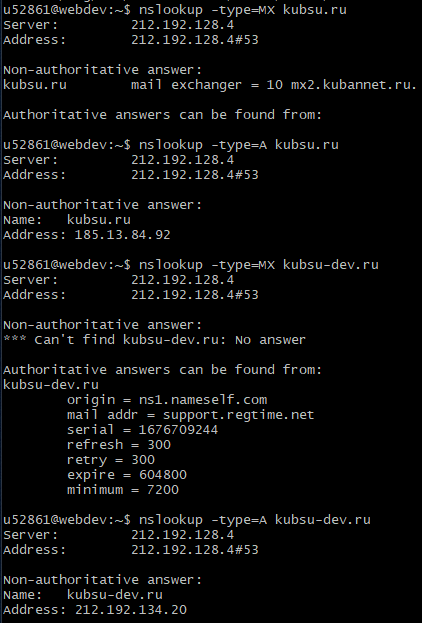 u52861@webdev:~$ nslookup -type=MX kubsu.ru
Server:         212.192.128.4
Address:        212.192.128.4#53

Non-authoritative answer:
kubsu.ru        mail exchanger = 10 mx2.kubannet.ru.

Authoritative answers can be found from:

u52861@webdev:~$ nslookup -type=A kubsu.ru
Server:         212.192.128.4
Address:        212.192.128.4#53

Non-authoritative answer:
Name:   kubsu.ru
Address: 185.13.84.92

u52861@webdev:~$ nslookup -type=MX kubsu-dev.ru
Server:         212.192.128.4
Address:        212.192.128.4#53

Non-authoritative answer:
*** Can't find kubsu-dev.ru: No answer

Authoritative answers can be found from:
kubsu-dev.ru
        origin = ns1.nameself.com
        mail addr = support.regtime.net
        serial = 1676709244
        refresh = 300
        retry = 300
        expire = 604800
        minimum = 7200

u52861@webdev:~$ nslookup -type=A kubsu-dev.ru
Server:         212.192.128.4
Address:        212.192.128.4#53

Non-authoritative answer:
Name:   kubsu-dev.ru
Address: 212.192.134.20